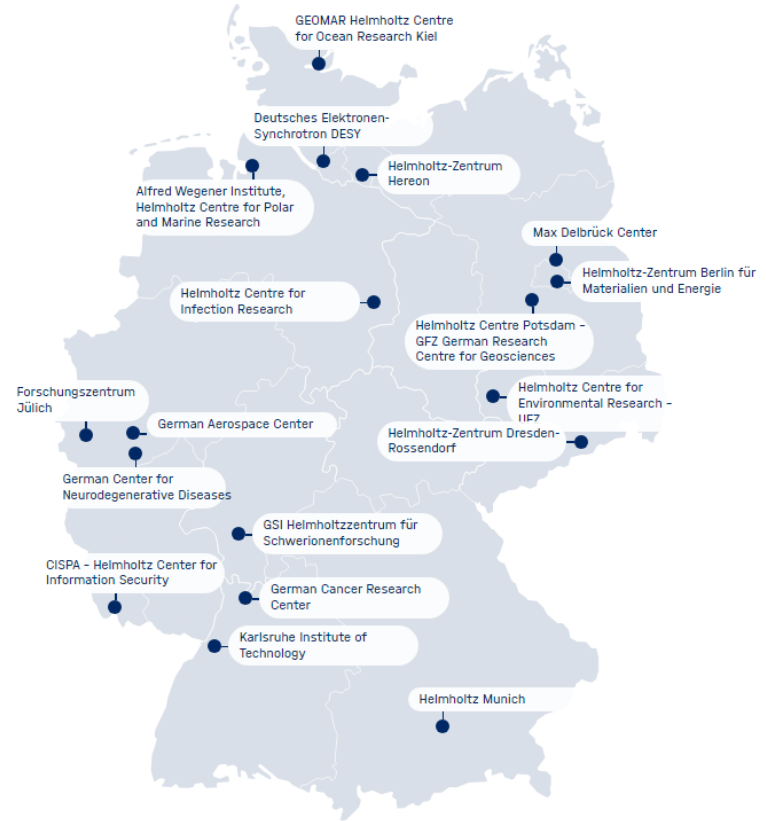 GEOMAR Helmholtz Centre
for Ocean Research Kiel
Deutsches Elektronen-
Synchrotron DESY
Helmholtz-Zentrum
Hereon
Alfred Wegener Institute,
Helmholtz Centre for Polar
and Marine Research
Max Delbrück Center
Helmholtz-Zentrum Berlin für
Materialien und Energie
Helmholtz Centre for
Infection Research
Helmholtz Centre Potsdam –
GFZ German Research
Centre for Geosciences
Helmholtz Centre for
Environmental Research –
UFZ
Forschungszentrum
Jülich
German Aerospace Center
Helmholtz-Zentrum Dresden-
Rossendorf
German Center for
Neurodegenerative Diseases
GSI Helmholtzzentrum für
Schwerionenforschung
CISPA – Helmholtz Center for
Information Security
German Cancer Research
Center
Karlsruhe Institute of
Technology
Helmholtz Munich